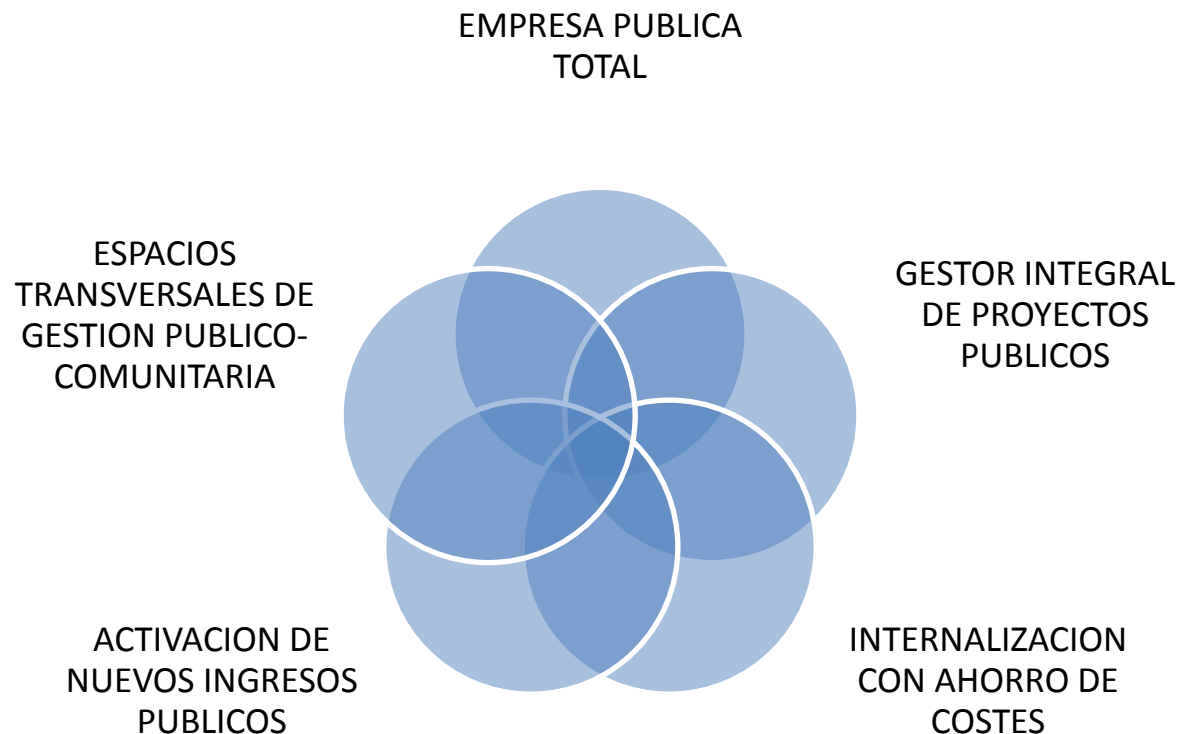 EMPRESA PUBLICA
TOTAL
ESPACIOS
TRANSVERSALES DE
GESTION PUBLICO-
COMUNITARIA
GESTOR INTEGRAL
DE PROYECTOS
PUBLICOS
ACTIVACION DE
NUEVOS INGRESOS
PUBLICOS
INTERNALIZACION
CON AHORRO DE
COSTES